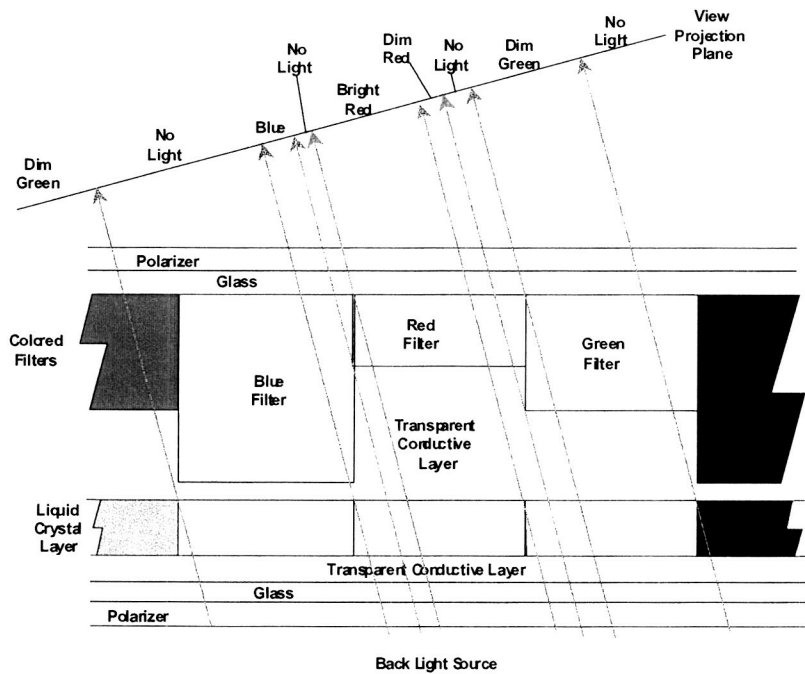 View
Projection
Plane
No
Light
Dim
Green
No
Light
Dim
Red
Bright
Red
No
Light
Blue
No
Light
Dim
Green
Polarizer
Glass
Colored
Filters
Red
Filter
Green
Filter
Blue
Filter
Transparent
Conductive
Layer
Liquid
Crystal
Layer
Transparent Conductive Layer
Glass
Polarizer
Back Light Source